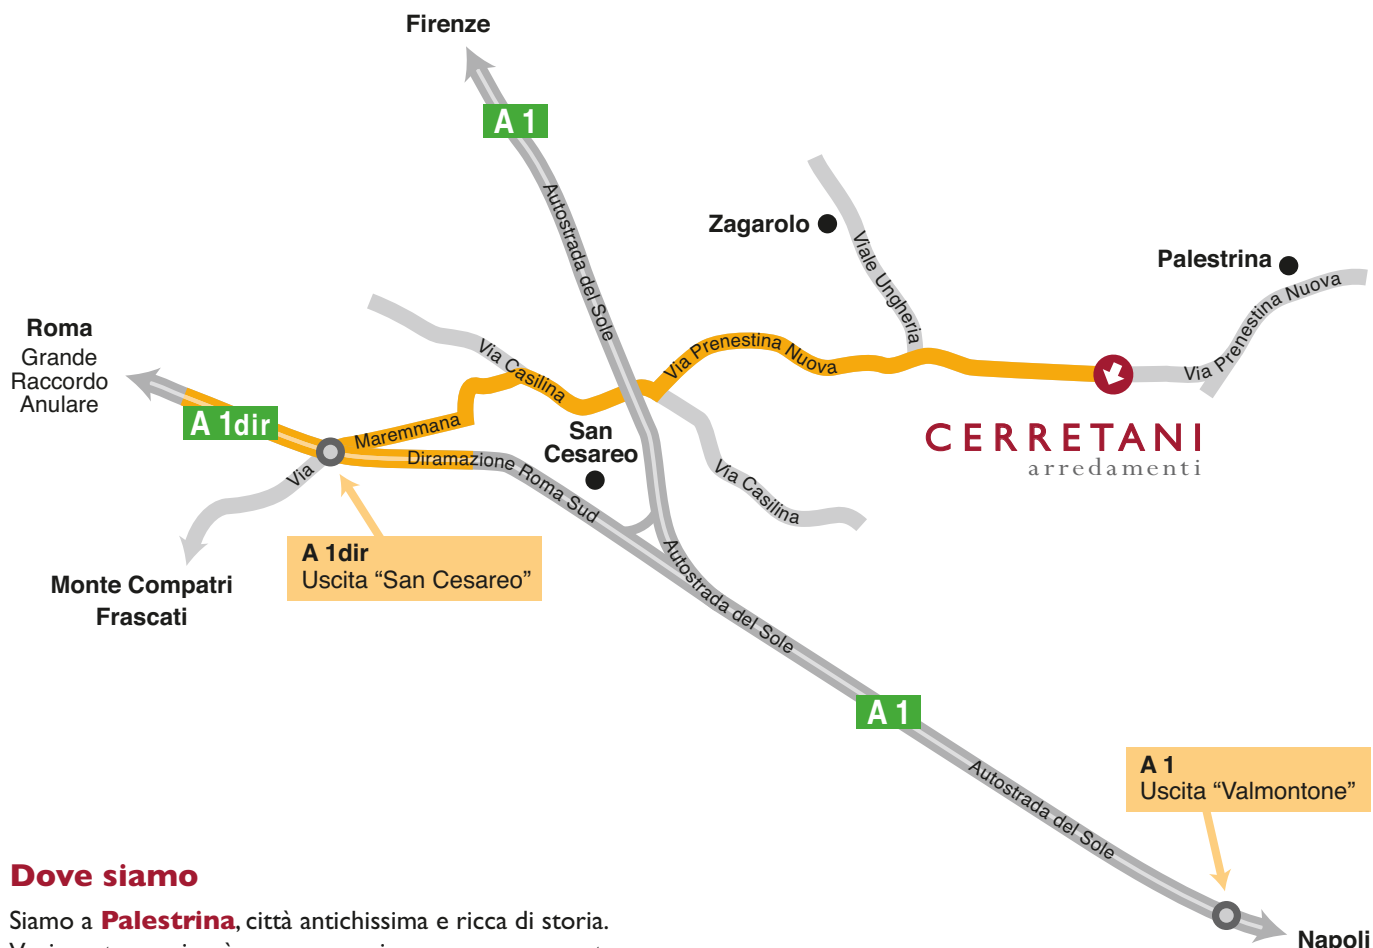 Firenze
A 1
Autostrada del Sole
Zagarolo
Viale Ungheria
Palestrina
Via Prenestina Nuova
Roma
Grande
Raccordo
Anulare
A 1dir
Via Casilina
Via Prenestina Nuova
Maremmana
San
Cesareo
CERRETANI
arredamenti
Via
Diramazione Roma Sud
Via Casilina
A 1dir
Uscita “San Cesareo”
Monte Compatri
Frascati
Autostrada del Sole
A 1
Autostrada del Sole
A 1
Uscita “Valmontone”
Napoli
Dove siamo
Siamo a Palestrina, città antichissima e ricca di storia.